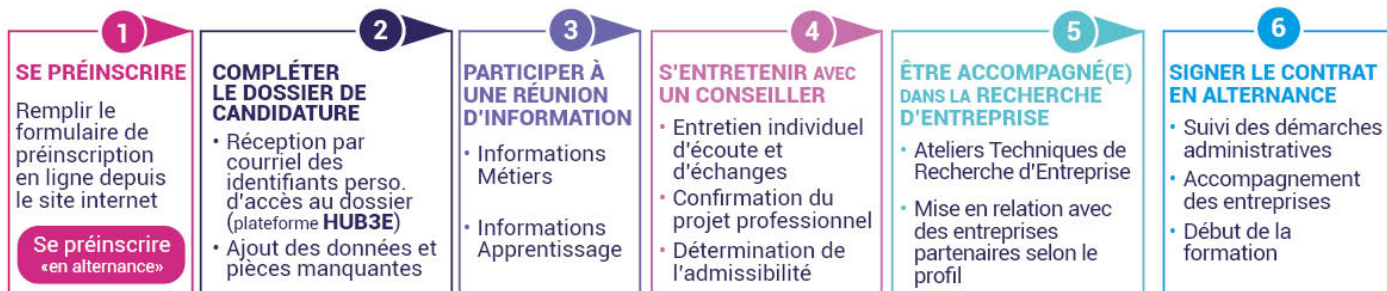 1
SE PRÉINSCRIRE
Remplir le
formulaire de
préinscription
en ligne depuis
le site internet
Se préinscrire
«en alternance»
2
COMPLÉTER
LE DOSSIER DE
CANDIDATURE
• Réception par
courriel des
identifiants perso.
d'accès au dossier
(plateforme HUB3E)
• Ajout des données et
pièces manquantes
3
PARTICIPER À
UNE RÉUNION
D'INFORMATION
• Informations
Métiers
• Informations
Apprentissage
4
S'ENTRETENIR AVEC
UN CONSEILLER
• Entretien individuel
d'écoute et
d'échanges
• Confirmation du
projet professionnel
• Détermination de
l'admissibilité
5
ÊTRE ACCOMPAGNÉ(E)
DANS LA RECHERCHE
D'ENTREPRISE
• Ateliers Techniques de
Recherche d'Entreprise
• Mise en relation avec
des entreprises
partenaires selon le
profil
6
SIGNER LE CONTRAT
EN ALTERNANCE
• Suivi des démarches
administratives
• Accompagnement
des entreprises
• Début de la
formation